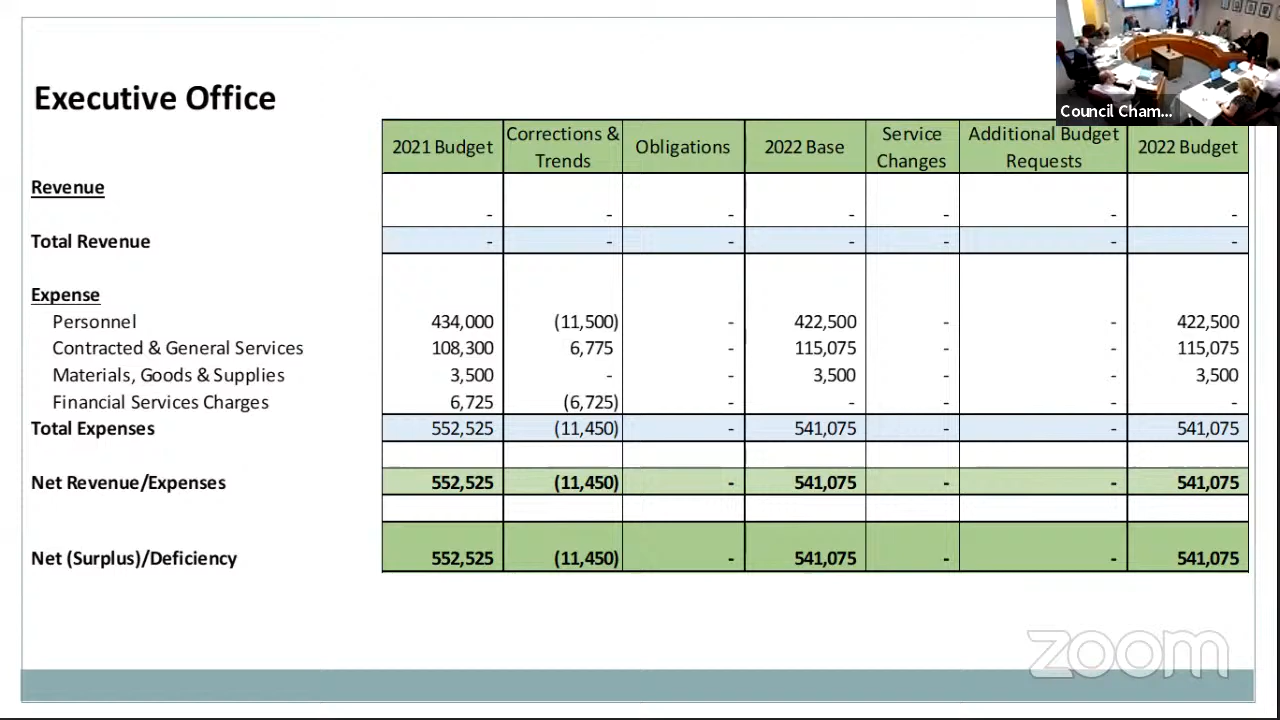 Council Cham...
Executive Office
2021 Budget Corrections & Trends Obligations 2022 Base Service Changes Additional Budget Requests 2022 Budget
Revenue
- - - - - - -
Total Revenue - - - - - - -
Expense
Personnel 434,000 (11,500) - 422,500 - - 422,500
Contracted & General Services 108,300 6,775 - 115,075 - - 115,075
Materials, Goods & Supplies 3,500 - - 3,500 - - 3,500
Financial Services Charges 6,725 (6,725) - - - - -
Total Expenses 552,525 (11,450) - 541,075 - - 541,075
Net Revenue/Expenses 552,525 (11,450) - 541,075 - - 541,075
Net (Surplus)/Deficiency 552,525 (11,450) - 541,075 - - 541,075
zoom